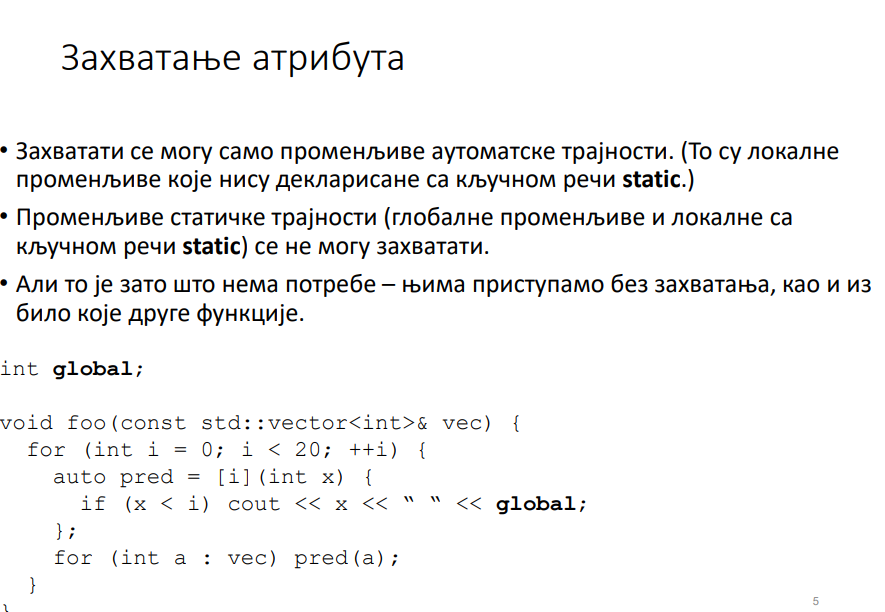 Захватање атрибута
• Захватати се могу само променљиве аутоматске трајности. (То су локалне
променљиве које нису декларисане са кључном речи static.)
• Променљиве статичке трајности (глобалне променљиве и локалне са
кључном речи static) се не могу захватати.
• Али то је зато што нема потребе – њима приступамо без захватања, као и из
било које друге функције.
int global;
void foo(const std::vector<int>& vec) {
  for (int i = 0; i < 20; ++i) {
    auto pred = [i](int x) {
      if (x < i) cout << x << “ “ << global;
    };
    for (int a : vec) pred(a);
  }
}
5